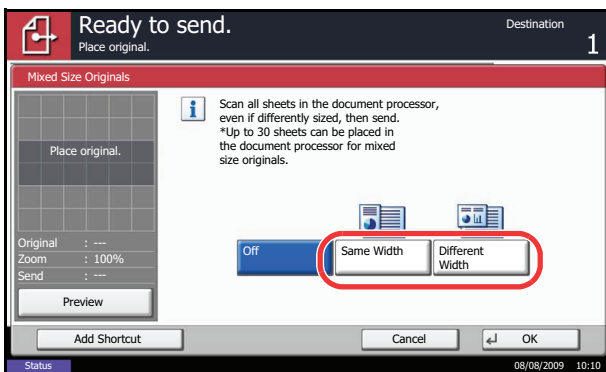 Ready to send.
Destination
Place original.
1
Mixed Size Originals
Scan all sheets in the document processor,
even if differently sized, then send.
*Up to 30 sheets can be placed in
the document processor for mixed
size originals.
Place original.
Original : ---
Zoom : 100%
Send : ---
Preview
Off
Same Width
Different
Width
Add Shortcut
Cancel
OK
Status
08/08/2009 10:10